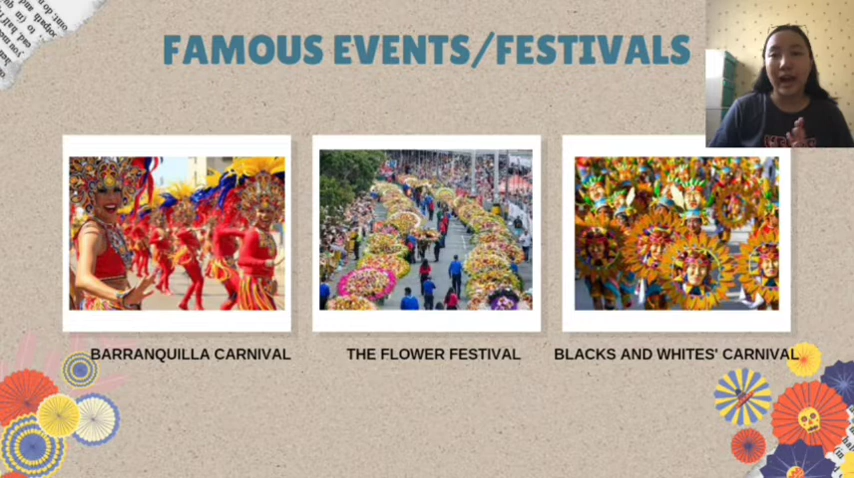 FAMOUS EVENTS/FESTIVALS
BARRANQUILLA CARNIVAL
THE FLOWER FESTIVAL
BLACKS AND WHITES' CARNIVAL